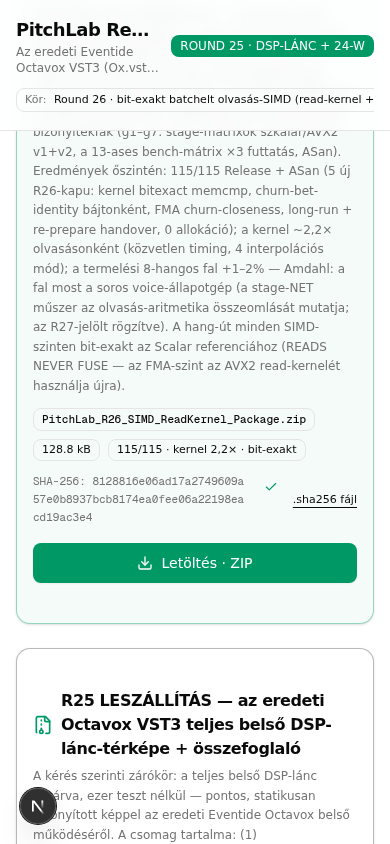 PitchLab Re...
Az eredeti Eventide
Octavox VST3 (Ox.vst...
ROUND 25 · DSP-LÁNC + 24-W
Kör: Round 26 · bit-exakt batchelt olvasás-SIMD (read-kernel +
bizonyítékfák (g1–g7: stage-mátrixok szkalár/AVX2
v1+v2, a 13-ases bench-mátrix ×3 futtatás, ASan).
Eredmények őszintén: 115/115 Release + ASan (5 új
R26-kapu: kernel bitexact memcmp, churn-bet-
identity bájtonként, FMA churn-closeness, long-run +
re-prepare handover, 0 allokáció); a kernel ~2,2×
olvasásonként (közvetlen timing, 4 interpolációs
mód); a termelési 8-hangos fal +1–2% — Amdahl: a
fal most a soros voice-állapotgép (a stage-NET
műszer az olvasás-aritmetika összeomlását mutatja;
az R27-jelölt rögzítve). A hang-út minden SIMD-
szinten bit-exakt az Scalar referenciához (READS
NEVER FUSE — az FMA-szint az AVX2 read-kernelét
használja újra).
PitchLab_R26_SIMD_ReadKernel_Package.zip
128.8 kB
115/115 · kernel 2,2× · bit-exakt
SHA-256: 8128816e06ad17a2749609a
57e0b8937bcb8174ea0fee06a22198ea
cd19ac3e4
.sha256 fájl
Letöltés · ZIP
R25 LESZÁLLÍTÁS — az eredeti
Octavox VST3 teljes belső DSP-
lánc-térképe + összefoglaló
A kérés szerinti zárókör: a teljes belső DSP-lánc
ezer teszt nélkül — pontos, statikusan
képpel az eredeti Eventide Octavox belső
működéséről. A csomag tartalma: (1)
N